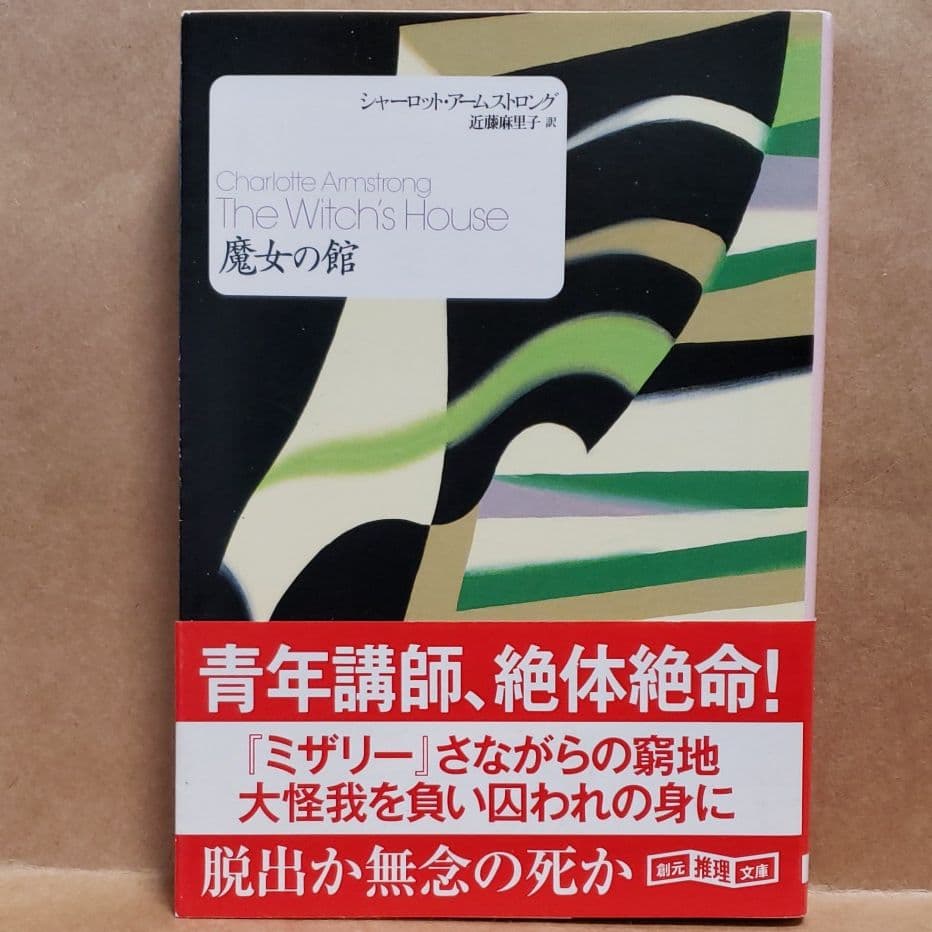 シャーロット・アームストロング
近藤麻里子 訳
Charlotte Armstrong
The Witch's House
魔女の館
青年講師、絶体絶命!
『ミザリー』さながらの窮地
大怪我を負い囚われの身に
脱出か無念の死か
創元推理文庫